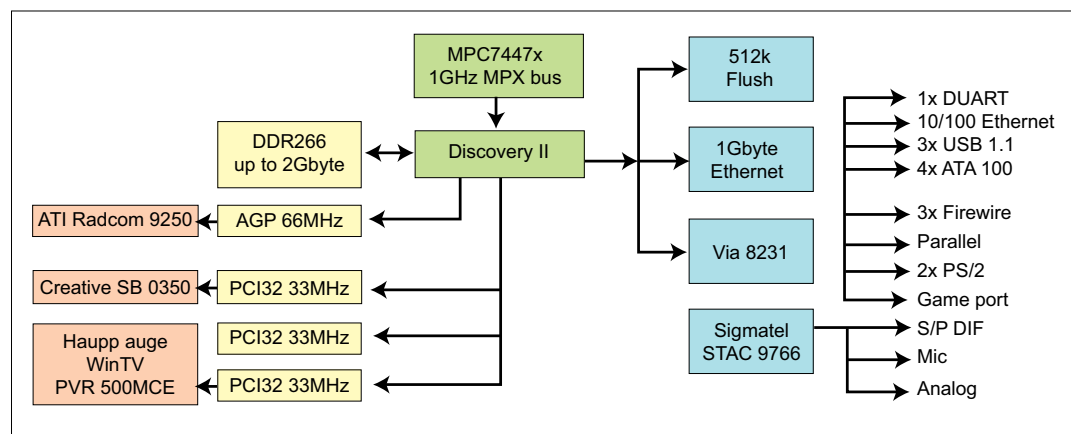 MPC7447x
1GHz MPX bus
512k
Flush
1x DUART
10/100 Ethernet
3x USB 1.1
4x ATA 100
DDR266
up to 2Gbyte
Discovery II
1Gbyte
Ethernet
ATI Radcom 9250
AGP 66MHz
3x Firewire
Parallel
2x PS/2
Game port
Via 8231
Creative SB 0350
PCI32 33MHz
Haupp auge
WinTV
PVR 500MCE
PCI32 33MHz
PCI32 33MHz
Sigmatel
STAC 9766
S/P DIF
Mic
Analog